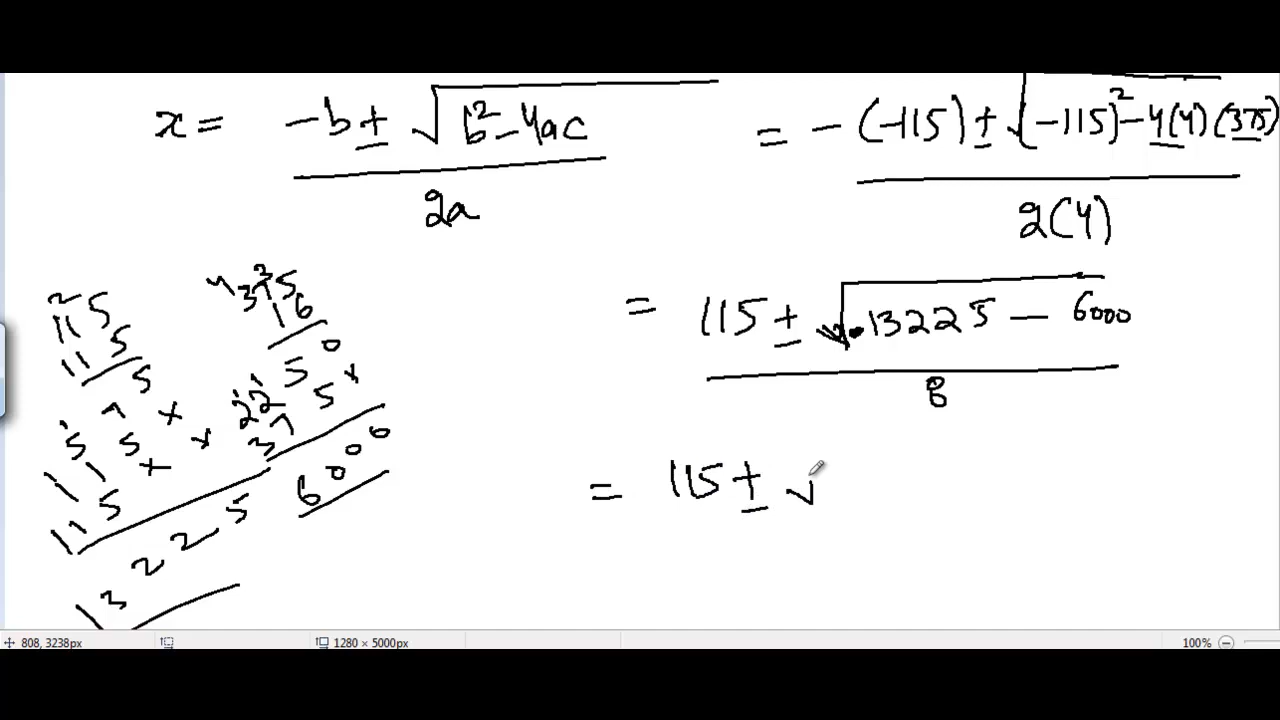 x = -b ± √b² - 4ac / 2a
= -(-115) ± √(-115)² - 4(4)(375) / 2(4)
= 115 ± √13225 - 6000 / 8
= 115 ± √
115
115
575
115×
115××
13225
375
16
2250
375×
6000
808, 3238px
1280 × 5000px
100%